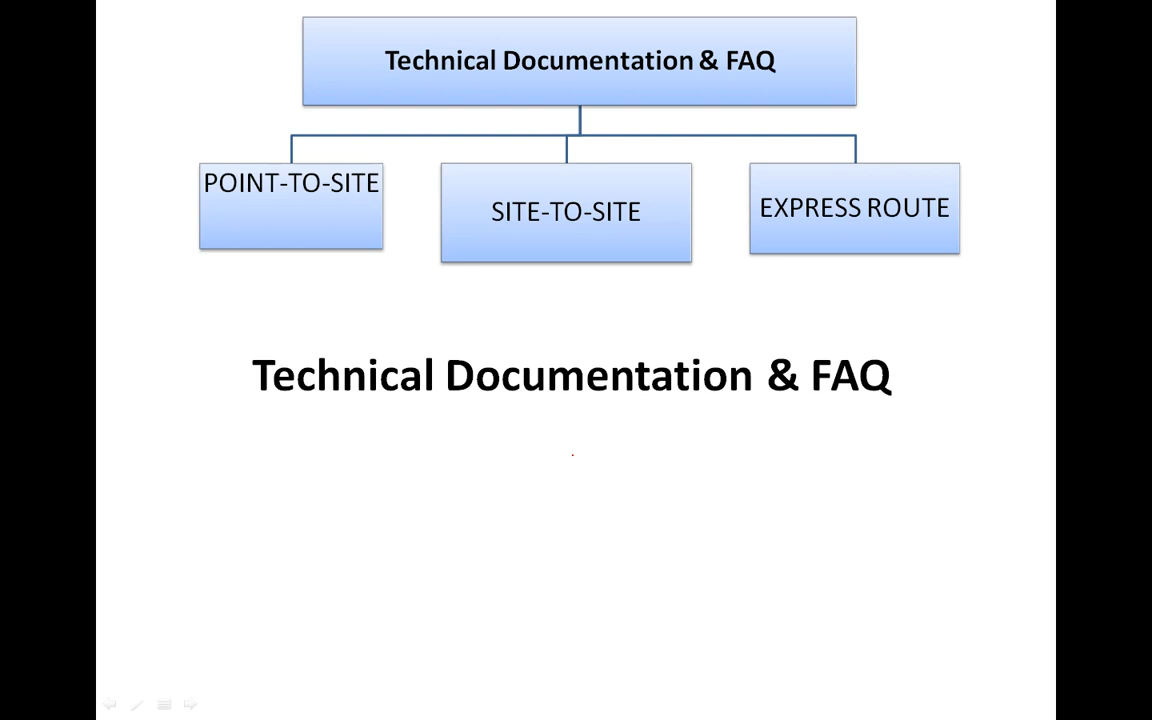 Technical Documentation & FAQ
POINT-TO-SITE
SITE-TO-SITE
EXPRESS ROUTE
Technical Documentation & FAQ